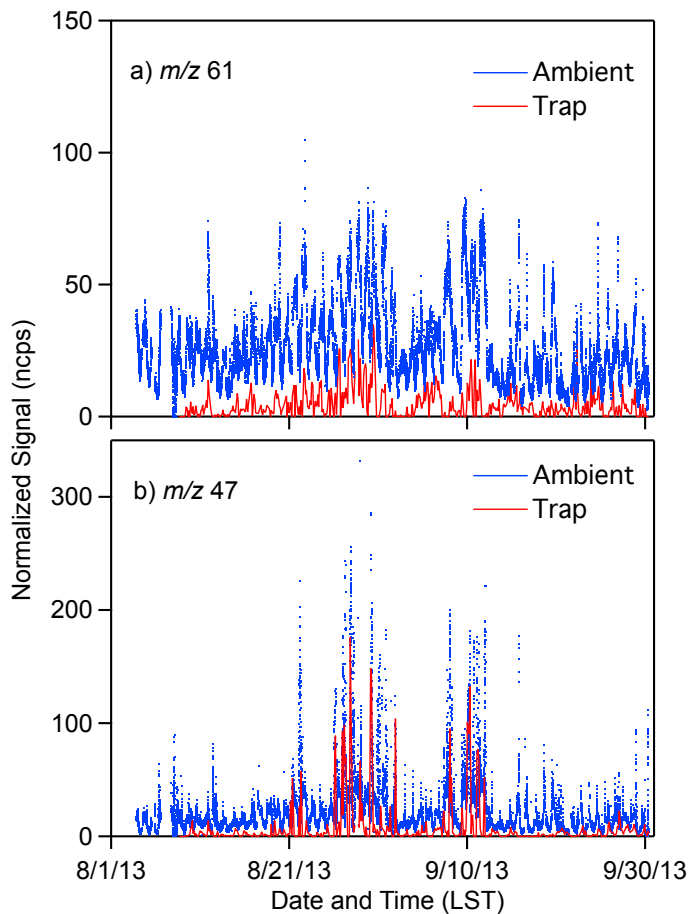 150
a) m/z 61
Ambient
Trap
100
50
0
Normalized Signal (ncps)
b) m/z 47
Ambient
Trap
300
200
100
0
8/1/13 8/21/13 9/10/13 9/30/13
Date and Time (LST)